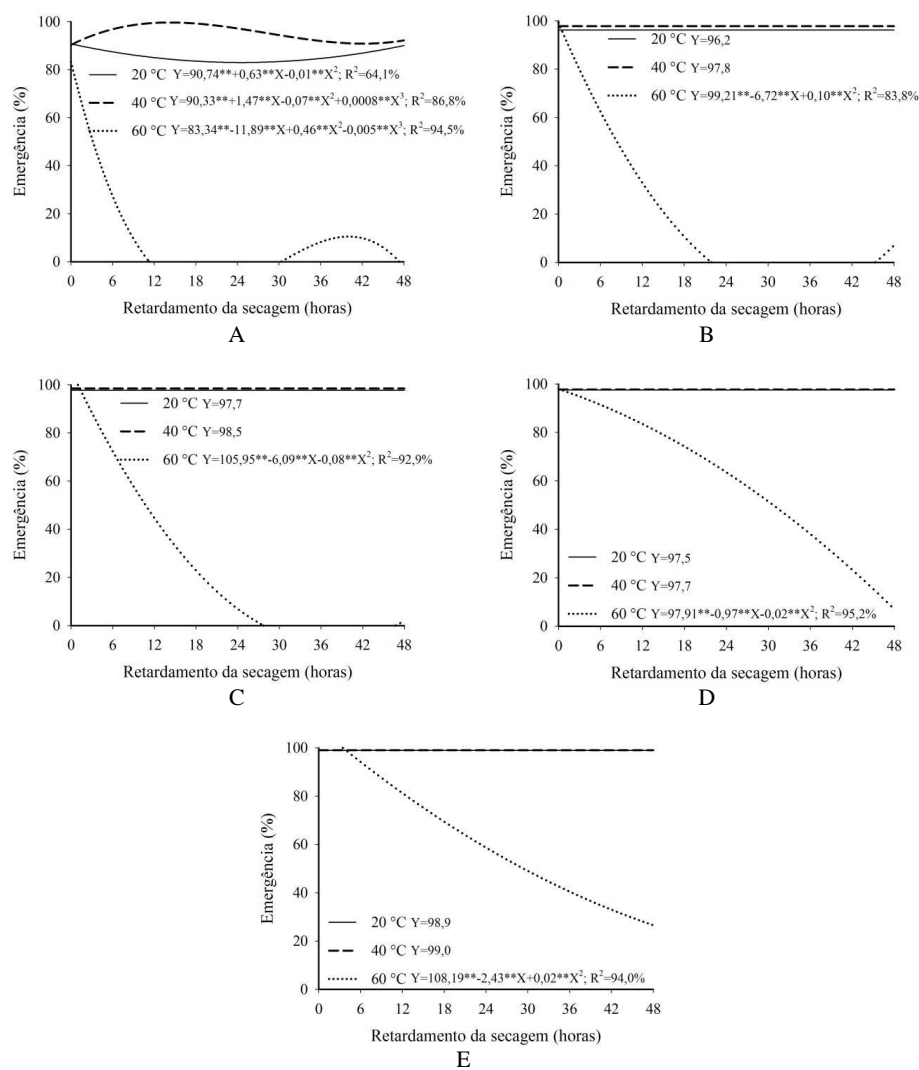 100
80
60
40
20
0
Emergência (%)
20 °C Y=90,74**+0,63**X-0,01**X²; R²=64,1%
40 °C Y=90,33**+1,47**X-0,07**X²+0,0008**X³; R²=86,8%
60 °C Y=83,34**-11,89**X+0,46**X²-0,005**X³; R²=94,5%
0 6 12 18 24 30 36 42 48
Retardamento da secagem (horas)
A
100
80
60
40
20
0
Emergência (%)
20 °C Y=96,2
40 °C Y=97,8
60 °C Y=99,21**-6,72**X+0,10**X²; R²=83,8%
0 6 12 18 24 30 36 42 48
Retardamento da secagem (horas)
B
100
80
60
40
20
0
Emergência (%)
20 °C Y=97,7
40 °C Y=98,5
60 °C Y=105,95**-6,09**X-0,08**X²; R²=92,9%
0 6 12 18 24 30 36 42 48
Retardamento da secagem (horas)
C
100
80
60
40
20
0
Emergência (%)
20 °C Y=97,5
40 °C Y=97,7
60 °C Y=97,91**-0,97**X-0,02**X²; R²=95,2%
0 6 12 18 24 30 36 42 48
Retardamento da secagem (horas)
D
100
80
60
40
20
0
Emergência (%)
20 °C Y=98,9
40 °C Y=99,0
60 °C Y=108,19**-2,43**X+0,02**X²; R²=94,0%
0 6 12 18 24 30 36 42 48
Retardamento da secagem (horas)
E